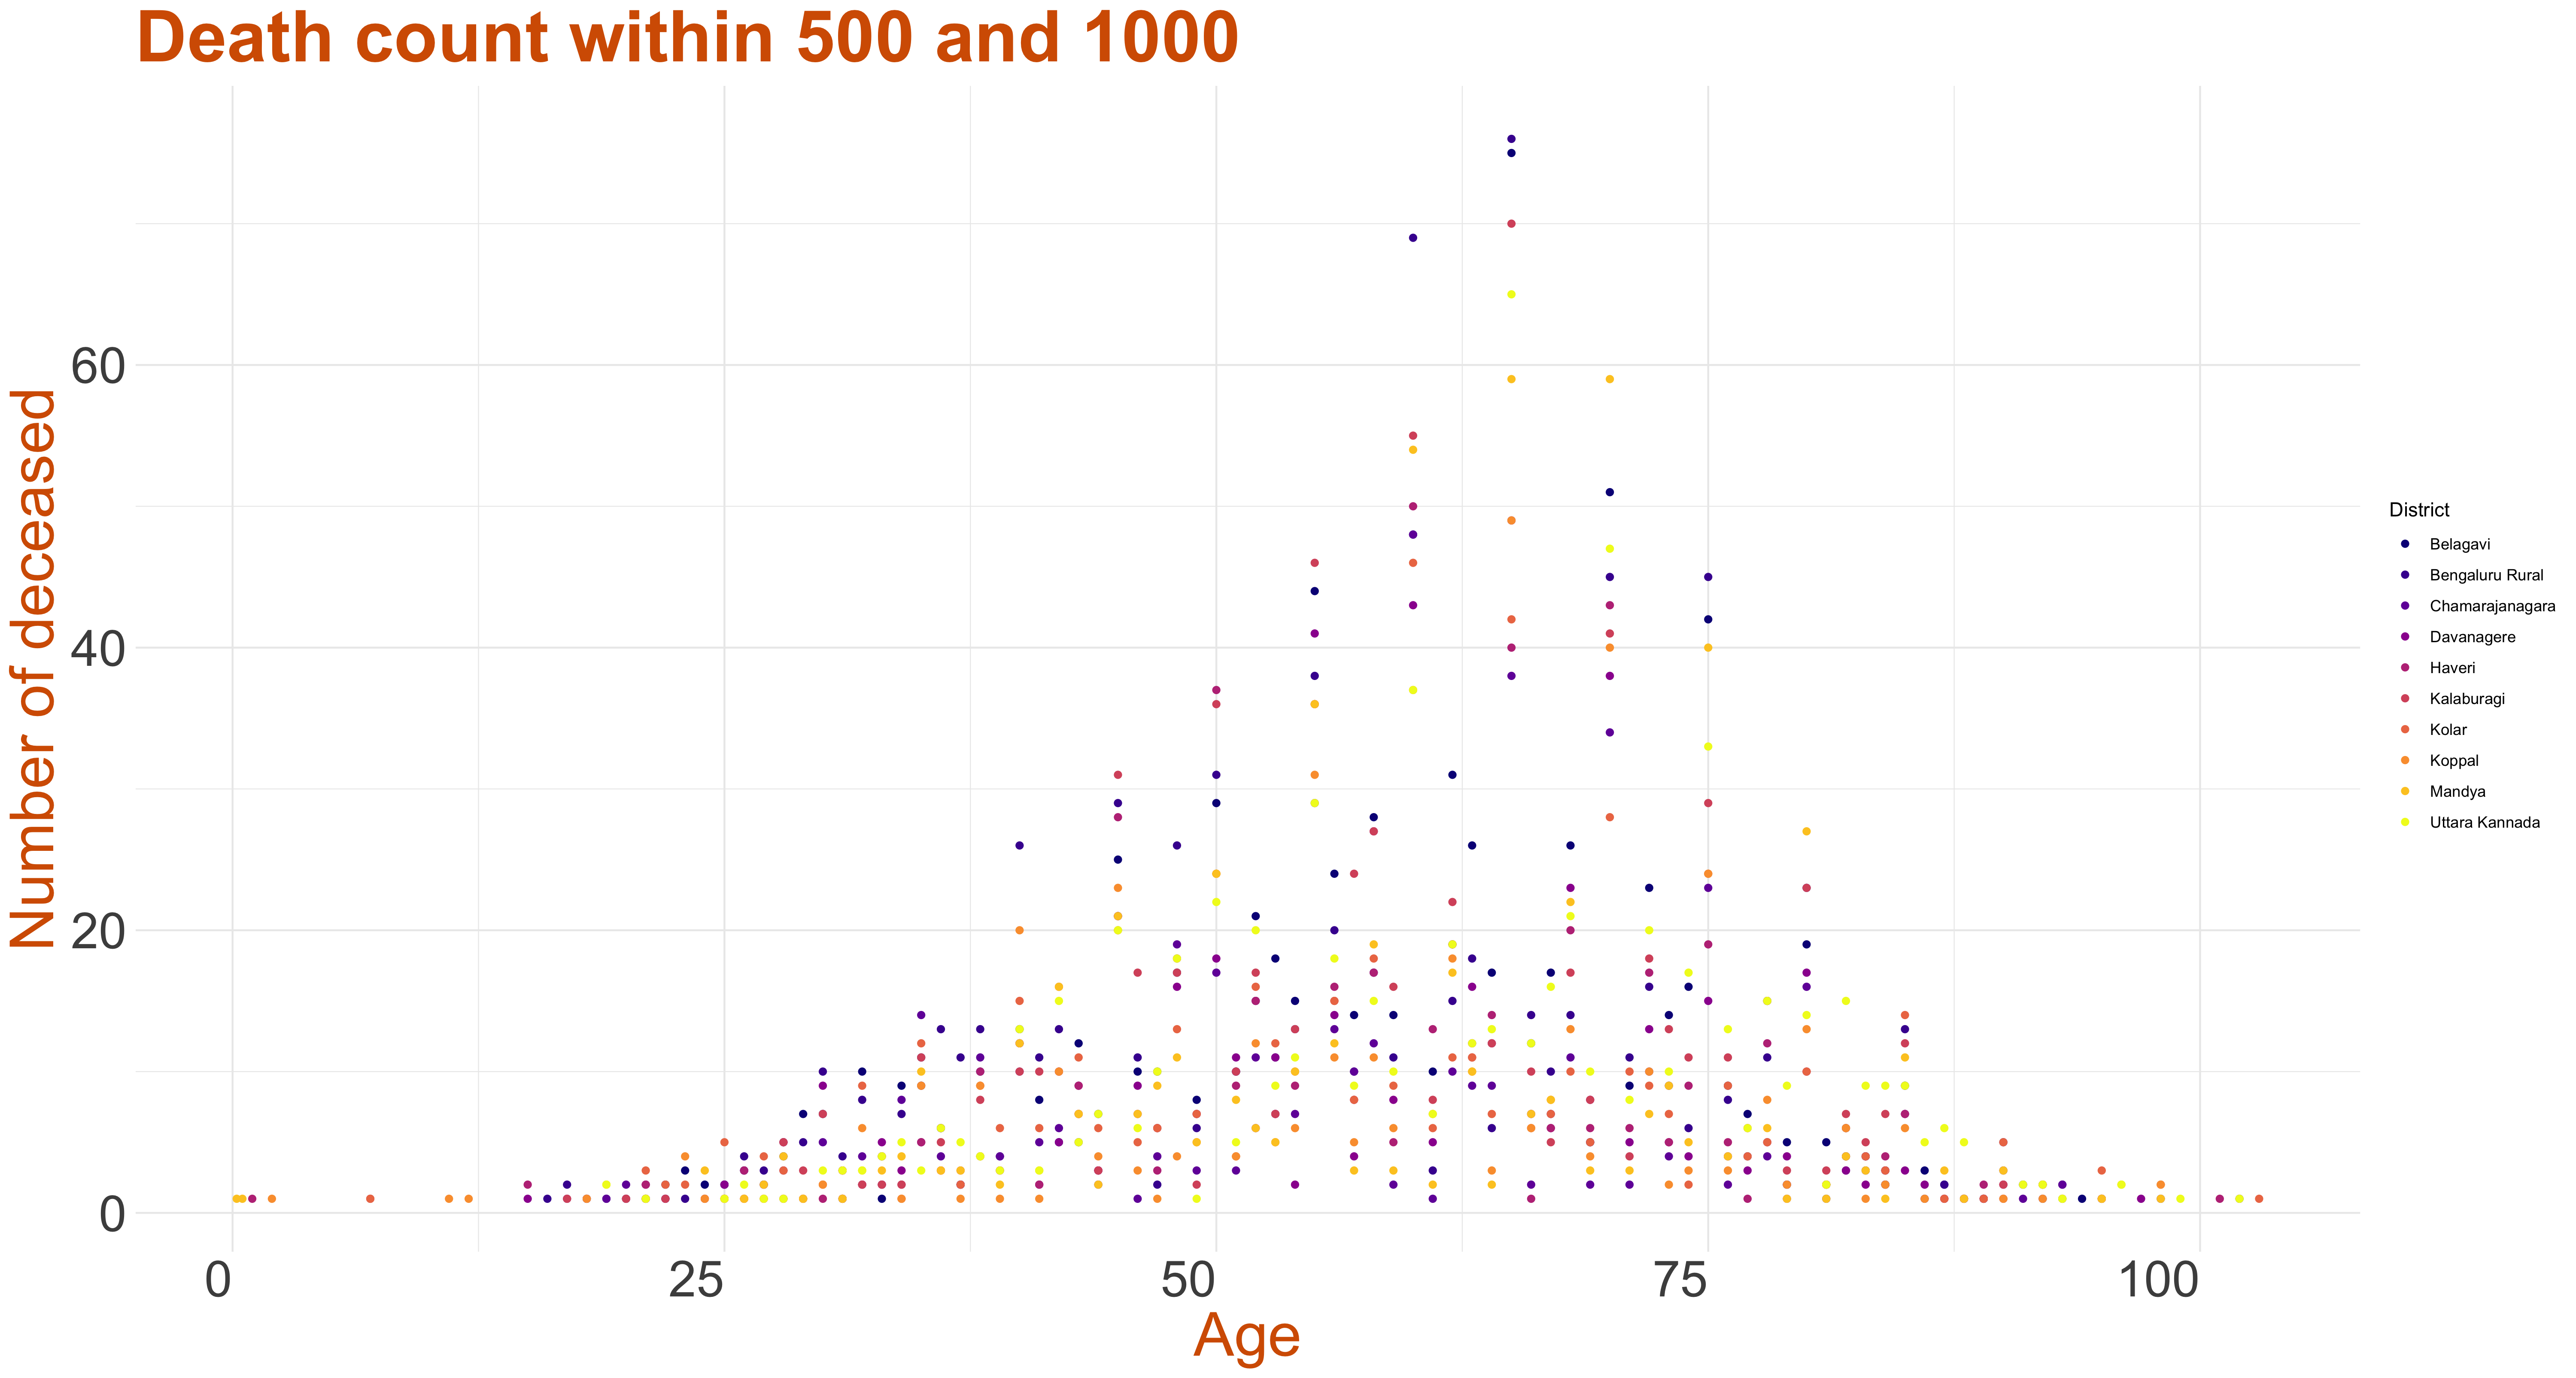 Death count within 500 and 1000
Number of deceased
60
40
20
0
0 25 50 75 100
Age
District
Belagavi
Bengaluru Rural
Chamarajanagara
Davanagere
Haveri
Kalaburagi
Kolar
Koppal
Mandya
Uttara Kannada